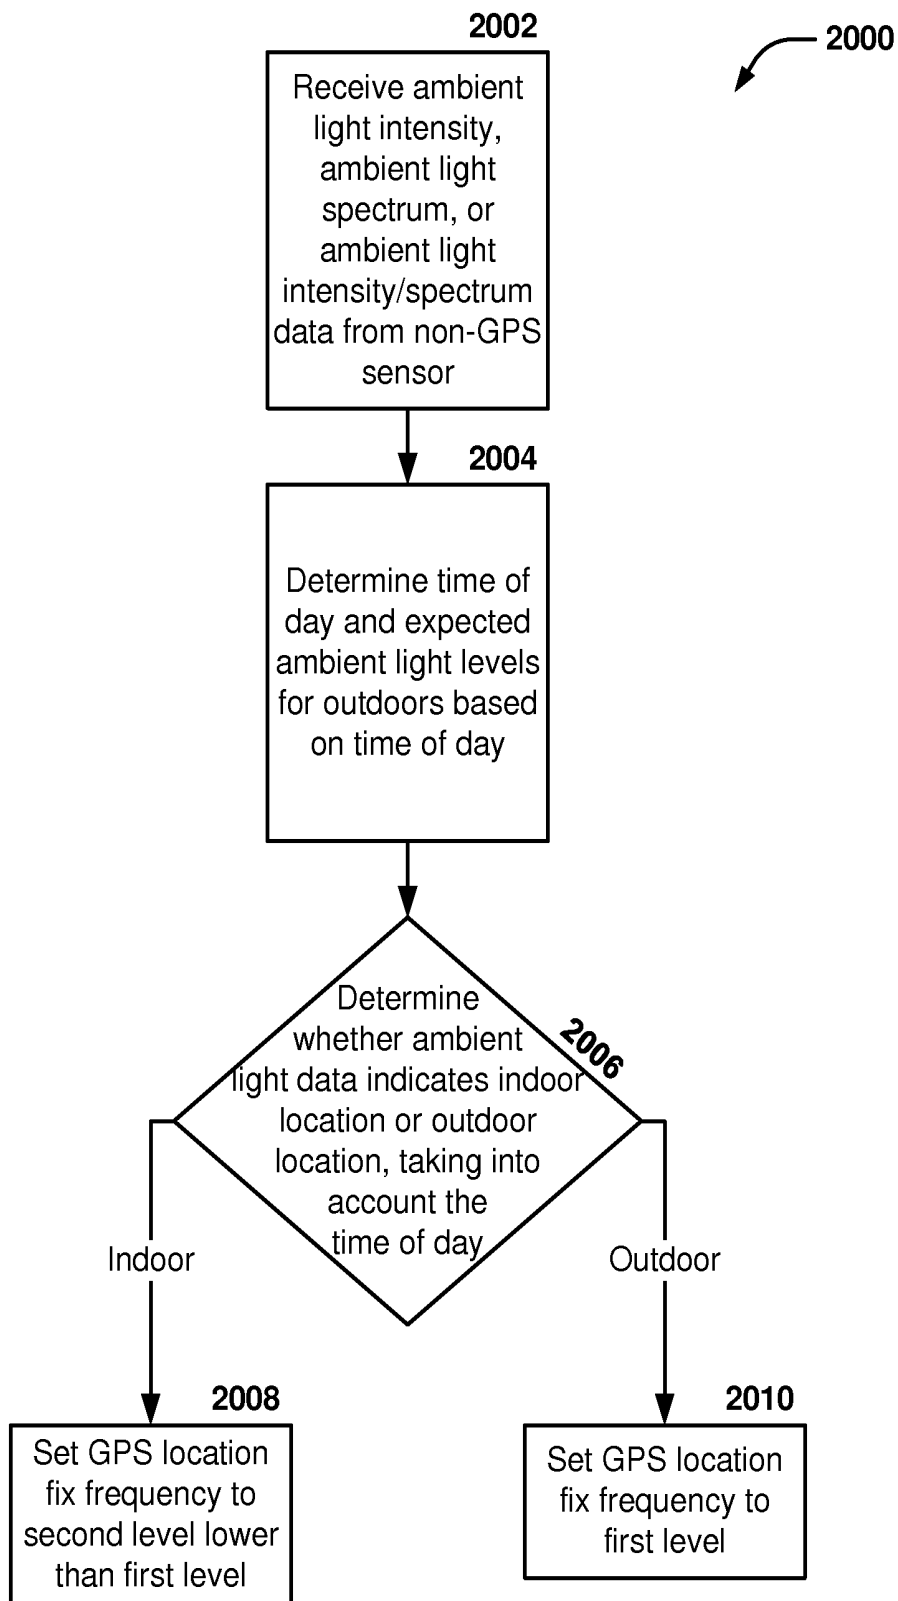 2002
2000
Receive ambient
light intensity,
ambient light
spectrum, or
ambient light
intensity/spectrum
data from non-GPS
sensor
2004
Determine time of
day and expected
ambient light levels
for outdoors based
on time of day
2006
Determine
whether ambient
light data indicates indoor
location or outdoor
location, taking into
account the
time of day
Indoor
Outdoor
2008
Set GPS location
fix frequency to
second level lower
than first level
2010
Set GPS location
fix frequency to
first level